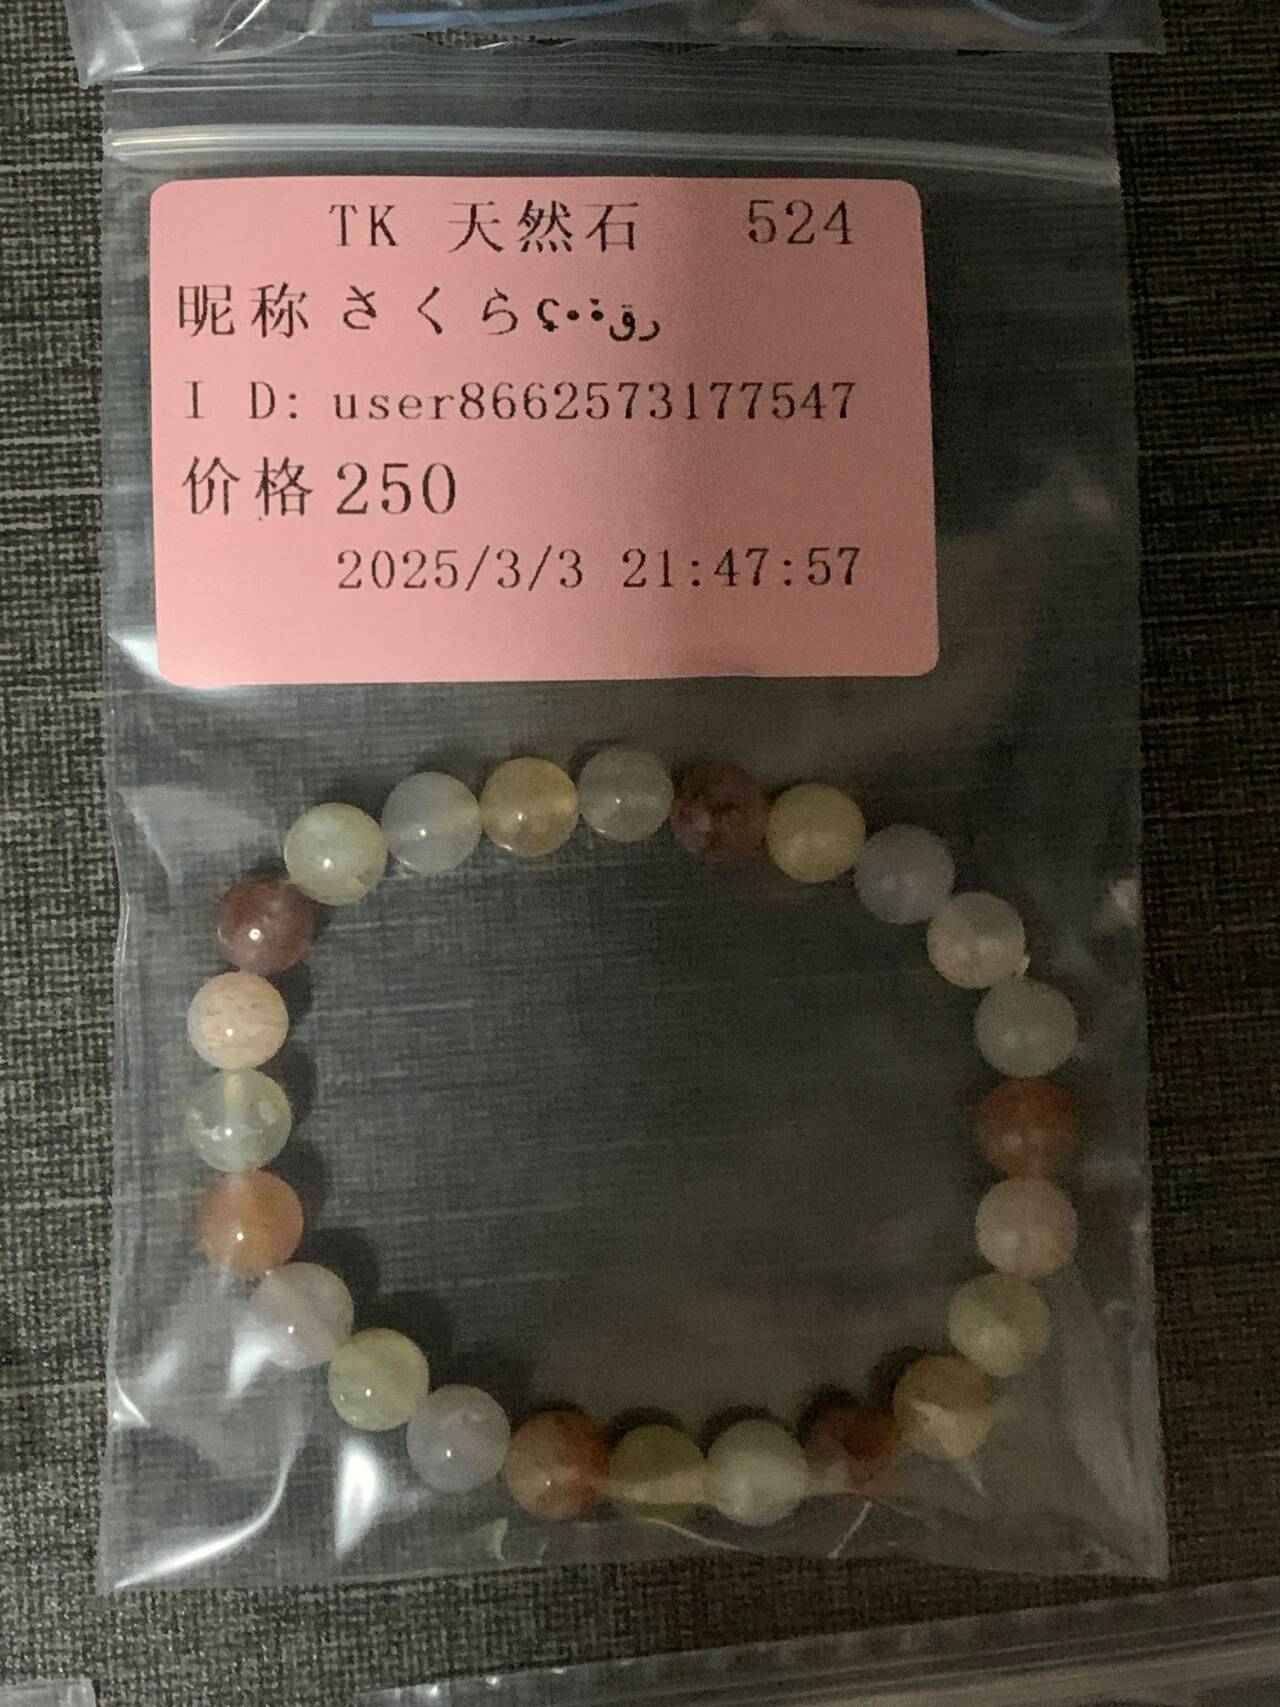 TK 天然石 524
昵称 さくらʕ•̫͡•ʔ
I D: user8662573177547
价格 250
2025/3/3 21:47:57